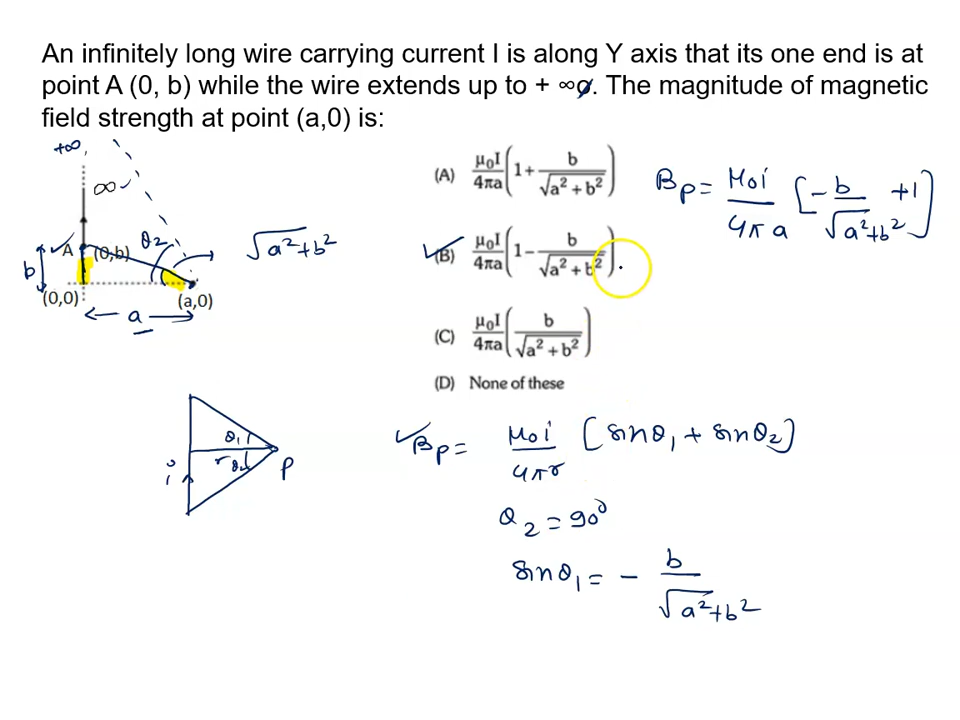 An infinitely long wire carrying current I is along Y axis that its one end is at
point A (0, b) while the wire extends up to + ∞. The magnitude of magnetic
field strength at point (a,0) is:
+∞
∞
A (0,b) θ2 √a²+b²
b
(0,0) a (a,0)
(A) μ₀I/4πa (1 + b/√a²+b²)
(B) μ₀I/4πa (1 − b/√a²+b²).
(C) μ₀I/4πa (b/√a²+b²)
(D) None of these
Bp = μ₀i/4πa [−b/√a²+b² +1]
θ1
r θ2
i P
Bp = μ₀i/4πr [sinθ1 + sinθ2]
θ2 = 90°
sinθ1 = − b/√a²+b²